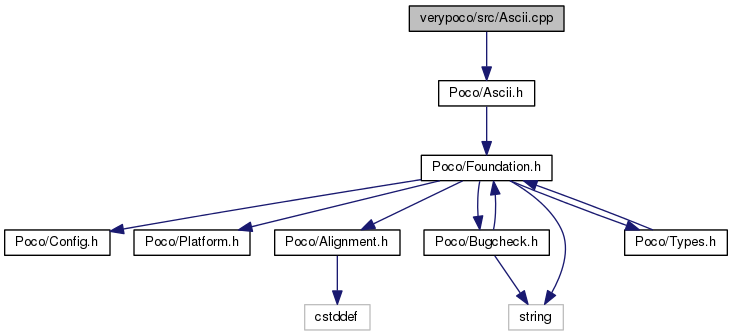 verypoco/src/Ascii.cpp
Poco/Ascii.h
Poco/Foundation.h
Poco/Config.h
Poco/Platform.h
Poco/Alignment.h
Poco/Bugcheck.h
Poco/Types.h
cstddef
string